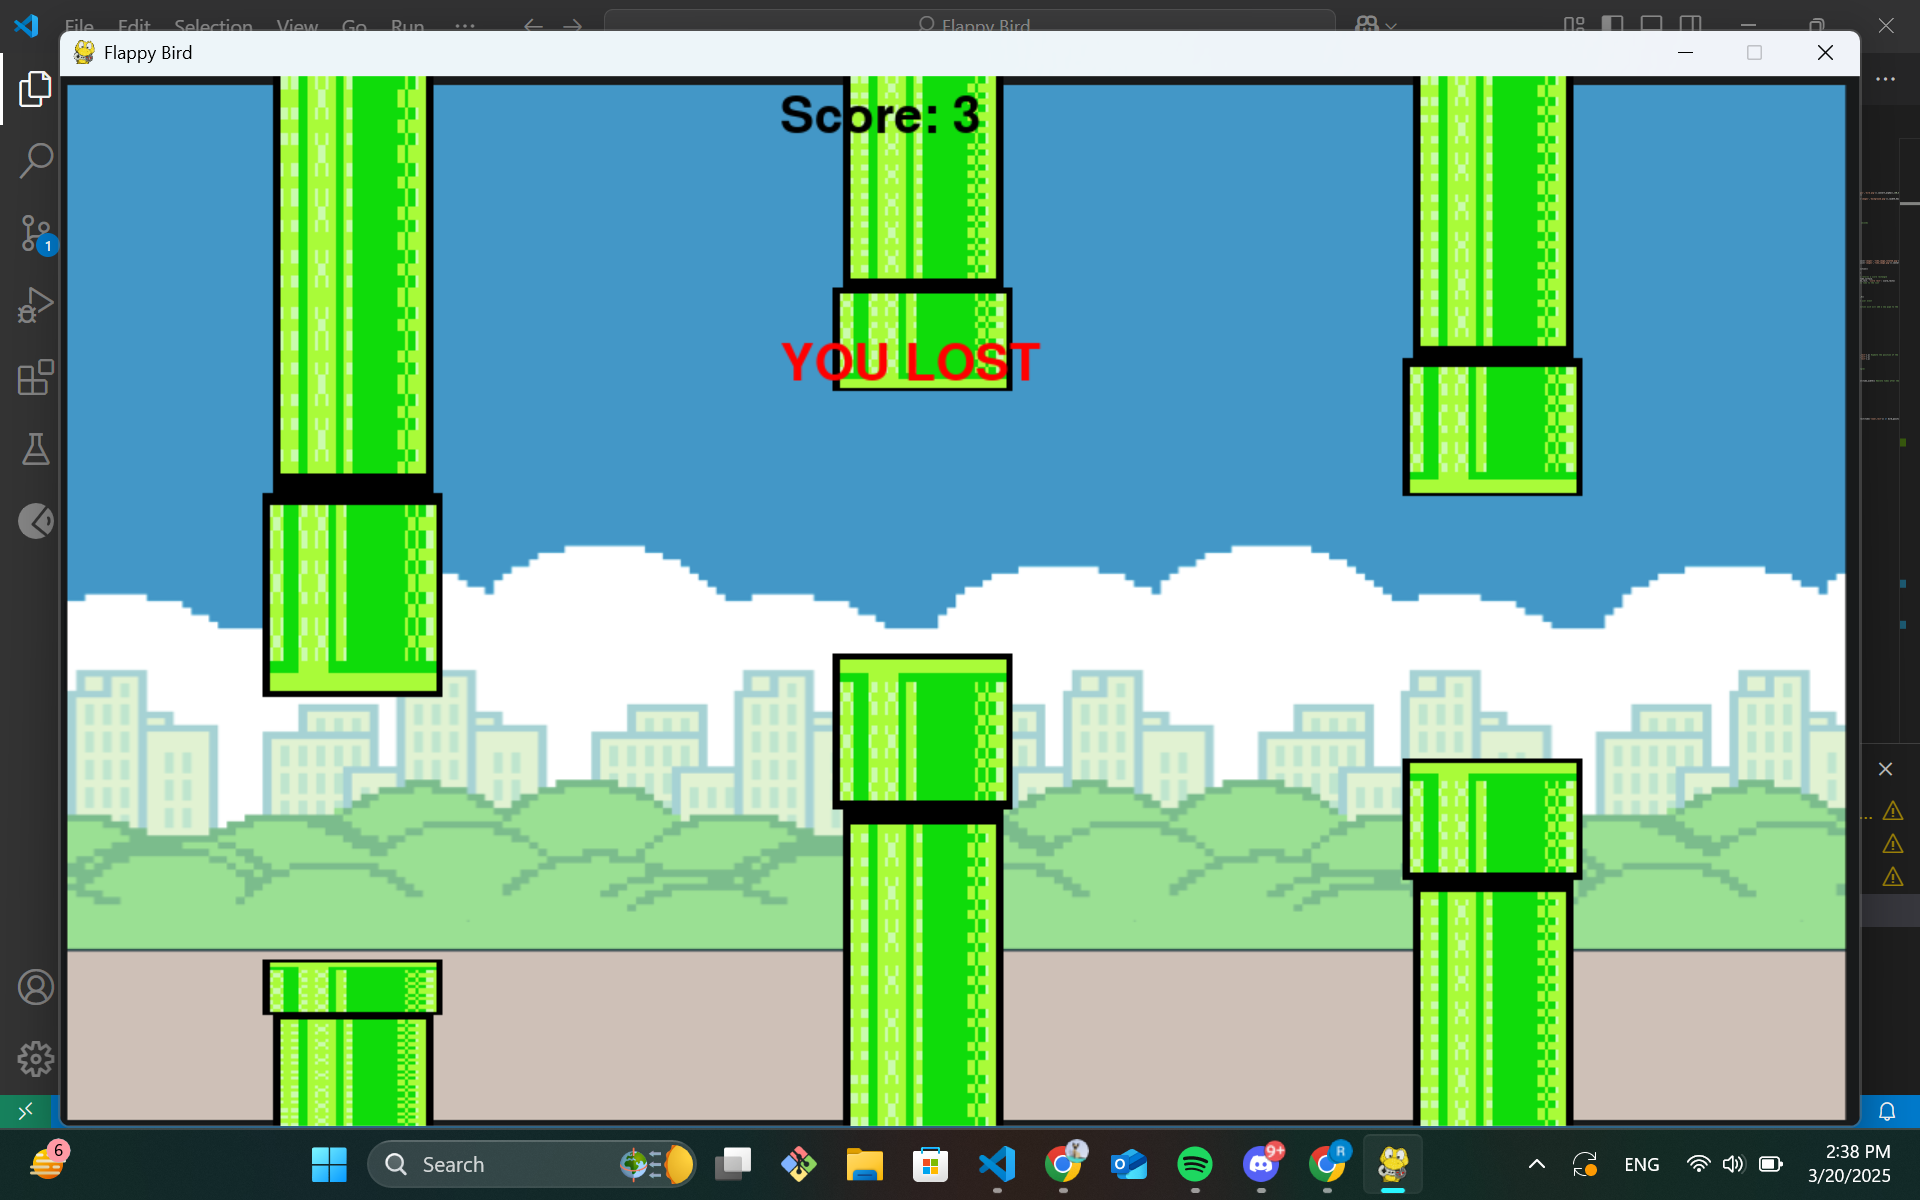 File Edit Selection View Go Run ...
Flappy Bird
Flappy Bird
Score: 3
YOU LOST
1
6
Search
9+
R
ENG
2:38 PM
3/20/2025